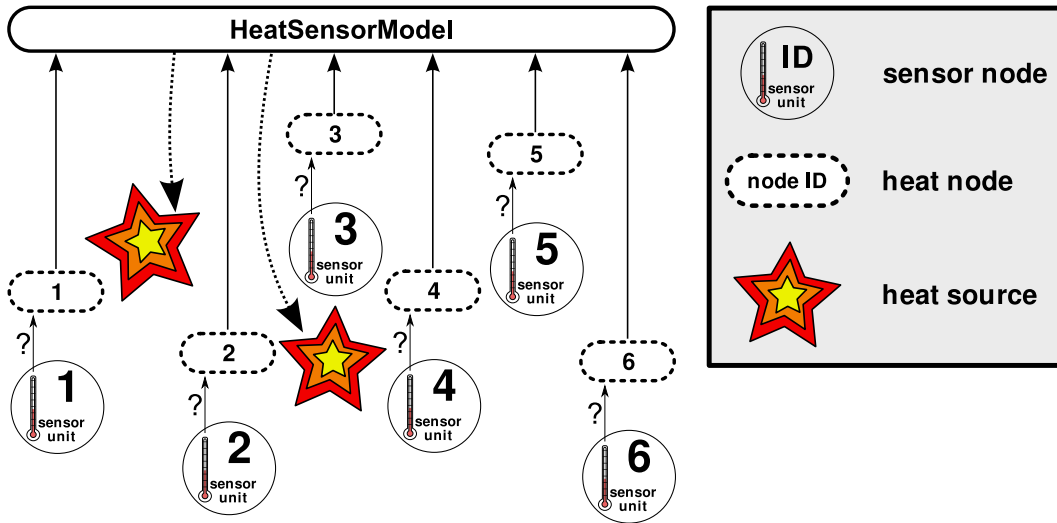 HeatSensorModel
1
?
1
sensor
unit
2
?
2
sensor
unit
3
?
3
sensor
unit
4
?
4
sensor
unit
5
?
5
sensor
unit
6
?
6
sensor
unit
ID
sensor
unit
sensor node
node ID
heat node
heat source